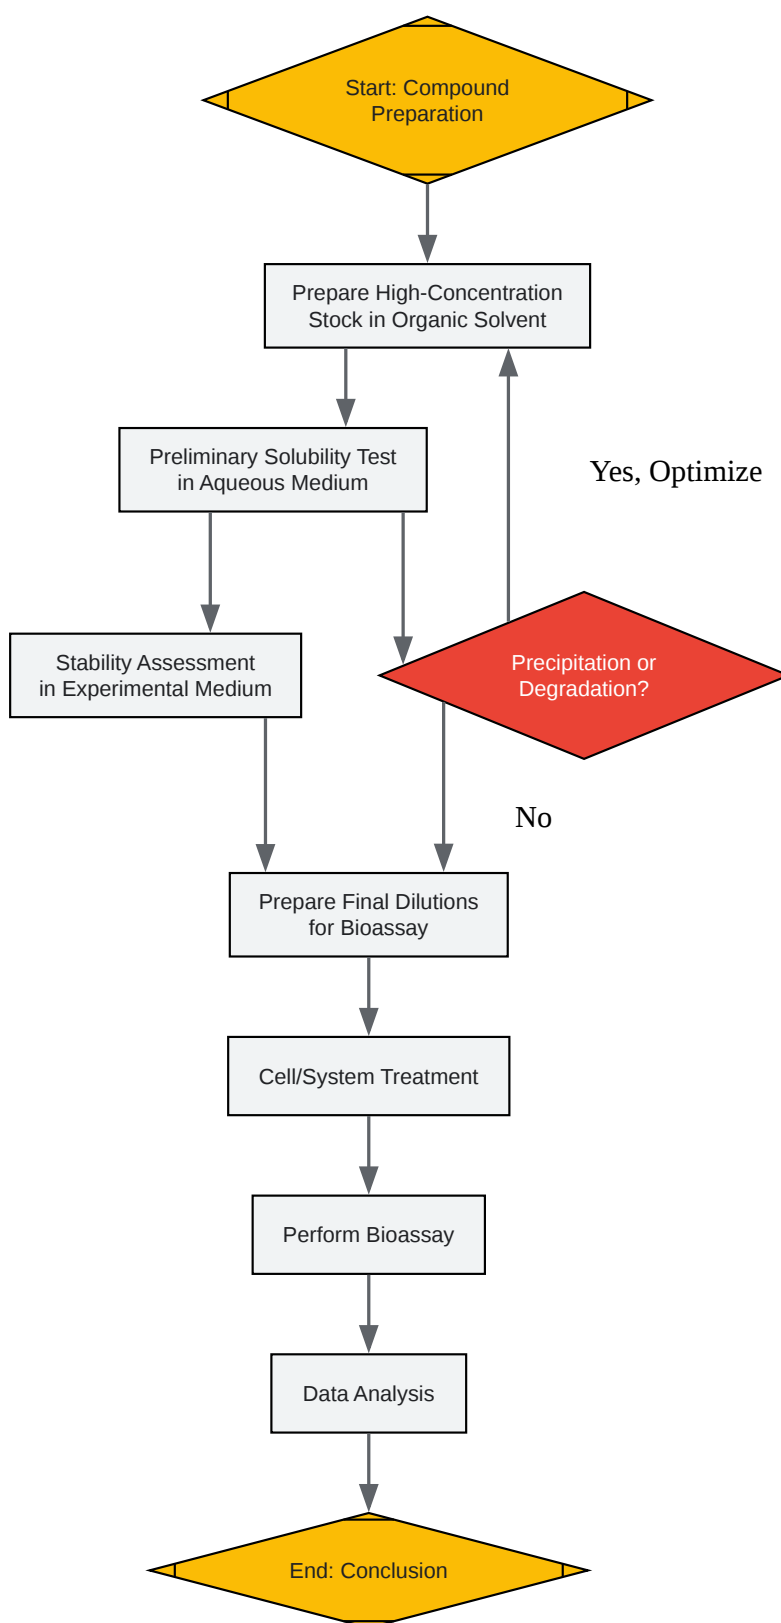 Start: Compound
Preparation
Prepare High-Concentration
Stock in Organic Solvent
Preliminary Solubility Test
in Aqueous Medium
Yes, Optimize
Stability Assessment
in Experimental Medium
Precipitation or
Degradation?
No
Prepare Final Dilutions
for Bioassay
Cell/System Treatment
Perform Bioassay
Data Analysis
End: Conclusion